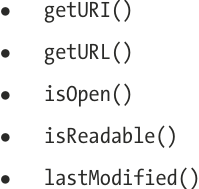 • getURI()
• getURL()
• isOpen()
• isReadable()
• lastModified()